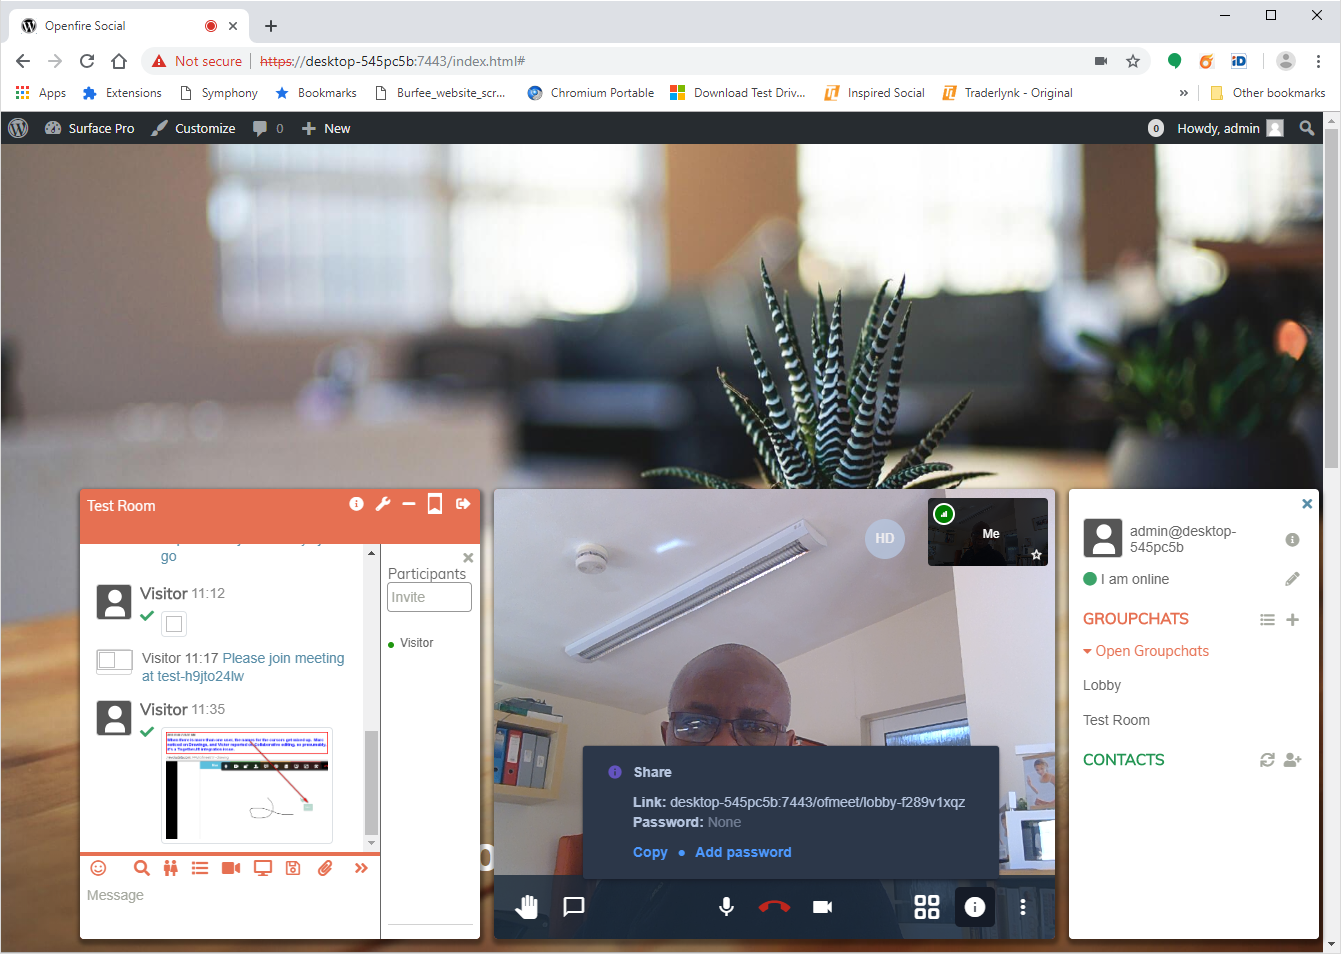 Openfire Social
Not secure
https://desktop-545pc5b:7443/index.html#
Apps
Extensions
Symphony
Bookmarks
Burfee_website_scr...
Chromium Portable
Download Test Driv...
Inspired Social
Traderlynk - Original
»
Other bookmarks
Surface Pro
Customize
0
New
0
Howdy, admin
Test Room
go
Visitor 11:12
Visitor 11:17 Please join meeting
at test-h9jto24lw
Visitor 11:35
Message
Participants
Invite
Visitor
HD
Me
Share
Link: desktop-545pc5b:7443/ofmeet/lobby-f289v1xqz
Password: None
Copy • Add password
admin@desktop-
545pc5b
I am online
GROUPCHATS
Open Groupchats
Lobby
Test Room
CONTACTS